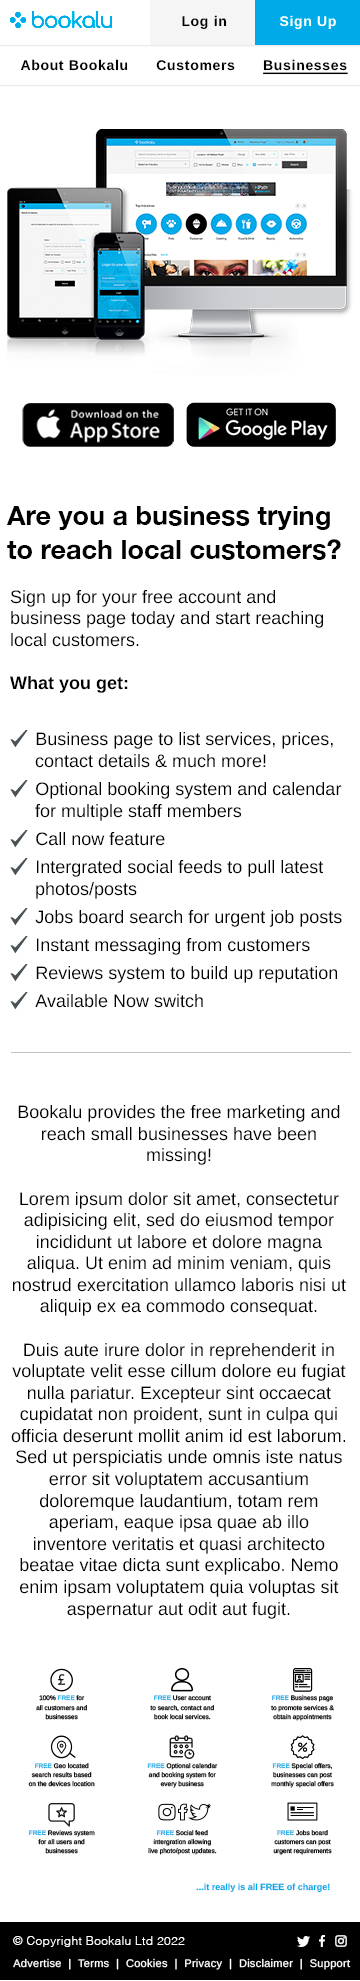 bookalu
Log in
Sign Up
About Bookalu
Customers
Businesses
Top Industries
Login to your account
Download on the
App Store
GET IT ON
Google Play
Are you a business trying
to reach local customers?
Sign up for your free account and
business page today and start reaching
local customers.
What you get:
Business page to list services, prices,
contact details & much more!
Optional booking system and calendar
for multiple staff members
Call now feature
Intergrated social feeds to pull latest
photos/posts
Jobs board search for urgent job posts
Instant messaging from customers
Reviews system to build up reputation
Available Now switch
Bookalu provides the free marketing and
reach small businesses have been
missing!
Lorem ipsum dolor sit amet, consectetur
adipisicing elit, sed do eiusmod tempor
incididunt ut labore et dolore magna
aliqua. Ut enim ad minim veniam, quis
nostrud exercitation ullamco laboris nisi ut
aliquip ex ea commodo consequat.
Duis aute irure dolor in reprehenderit in
voluptate velit esse cillum dolore eu fugiat
nulla pariatur. Excepteur sint occaecat
cupidatat non proident, sunt in culpa qui
officia deserunt mollit anim id est laborum.
Sed ut perspiciatis unde omnis iste natus
error sit voluptatem accusantium
doloremque laudantium, totam rem
aperiam, eaque ipsa quae ab illo
inventore veritatis et quasi architecto
beatae vitae dicta sunt explicabo. Nemo
enim ipsam voluptatem quia voluptas sit
aspernatur aut odit aut fugit.
100% FREE for
all customers and
businesses
FREE User account
to search, contact and
book local services.
FREE Business page
to promote services &
obtain appointments
FREE Geo located
search results based
on the devices location
FREE Optional calendar
and booking system for
every business
FREE Special offers,
businesses can post
monthly special offers
FREE Reviews system
for all users and
businesses
FREE Social feed
intergration allowing
live photo/post updates.
FREE Jobs board
customers can post
urgent requirements
...it really is all FREE of charge!
© Copyright Bookalu Ltd 2022
Advertise | Terms | Cookies | Privacy | Disclaimer | Support